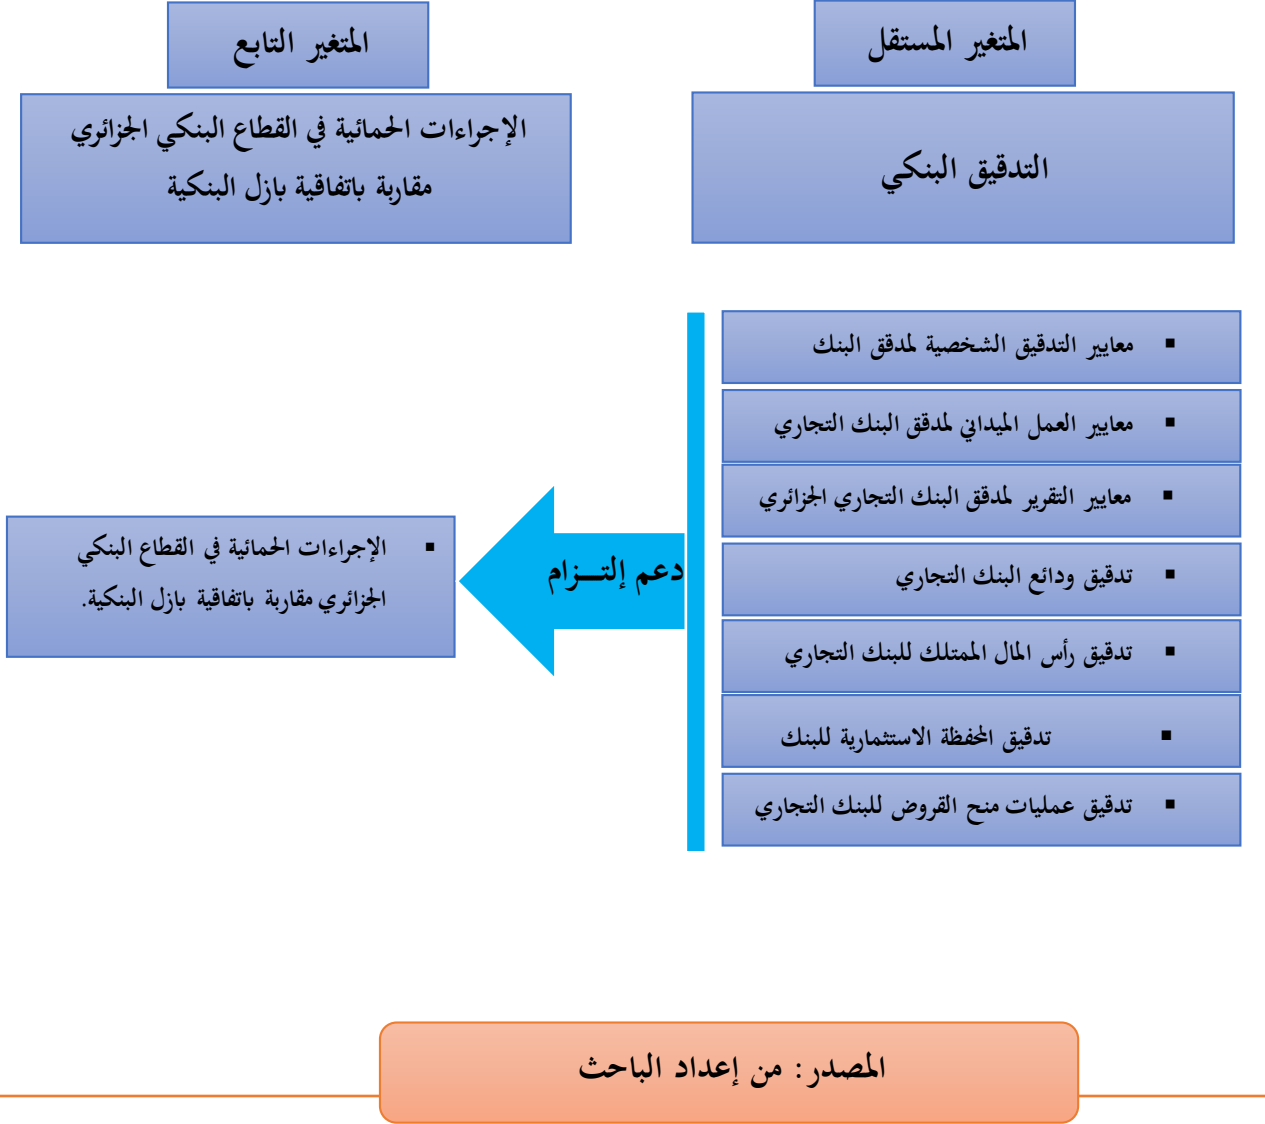 المتغير المستقل
المتغير التابع
التدقيق البنكي
الإجراءات الحمائية في القطاع البنكي الجزائري
مقاربة باتفاقية بازل البنكية
▪ معايير التدقيق الشخصية لمدقق البنك
▪ معايير العمل الميداني لمدقق البنك التجاري
▪ معايير التقرير لمدقق البنك التجاري الجزائري
▪ تدقيق ودائع البنك التجاري
▪ تدقيق رأس المال الممتلك للبنك التجاري
▪ تدقيق المحفظة الاستثمارية للبنك
▪ تدقيق عمليات منح القروض للبنك التجاري
دعم إلتــزام
▪ الإجراءات الحمائية في القطاع البنكي
الجزائري مقاربة باتفاقية بازل البنكية.
المصدر: من إعداد الباحث